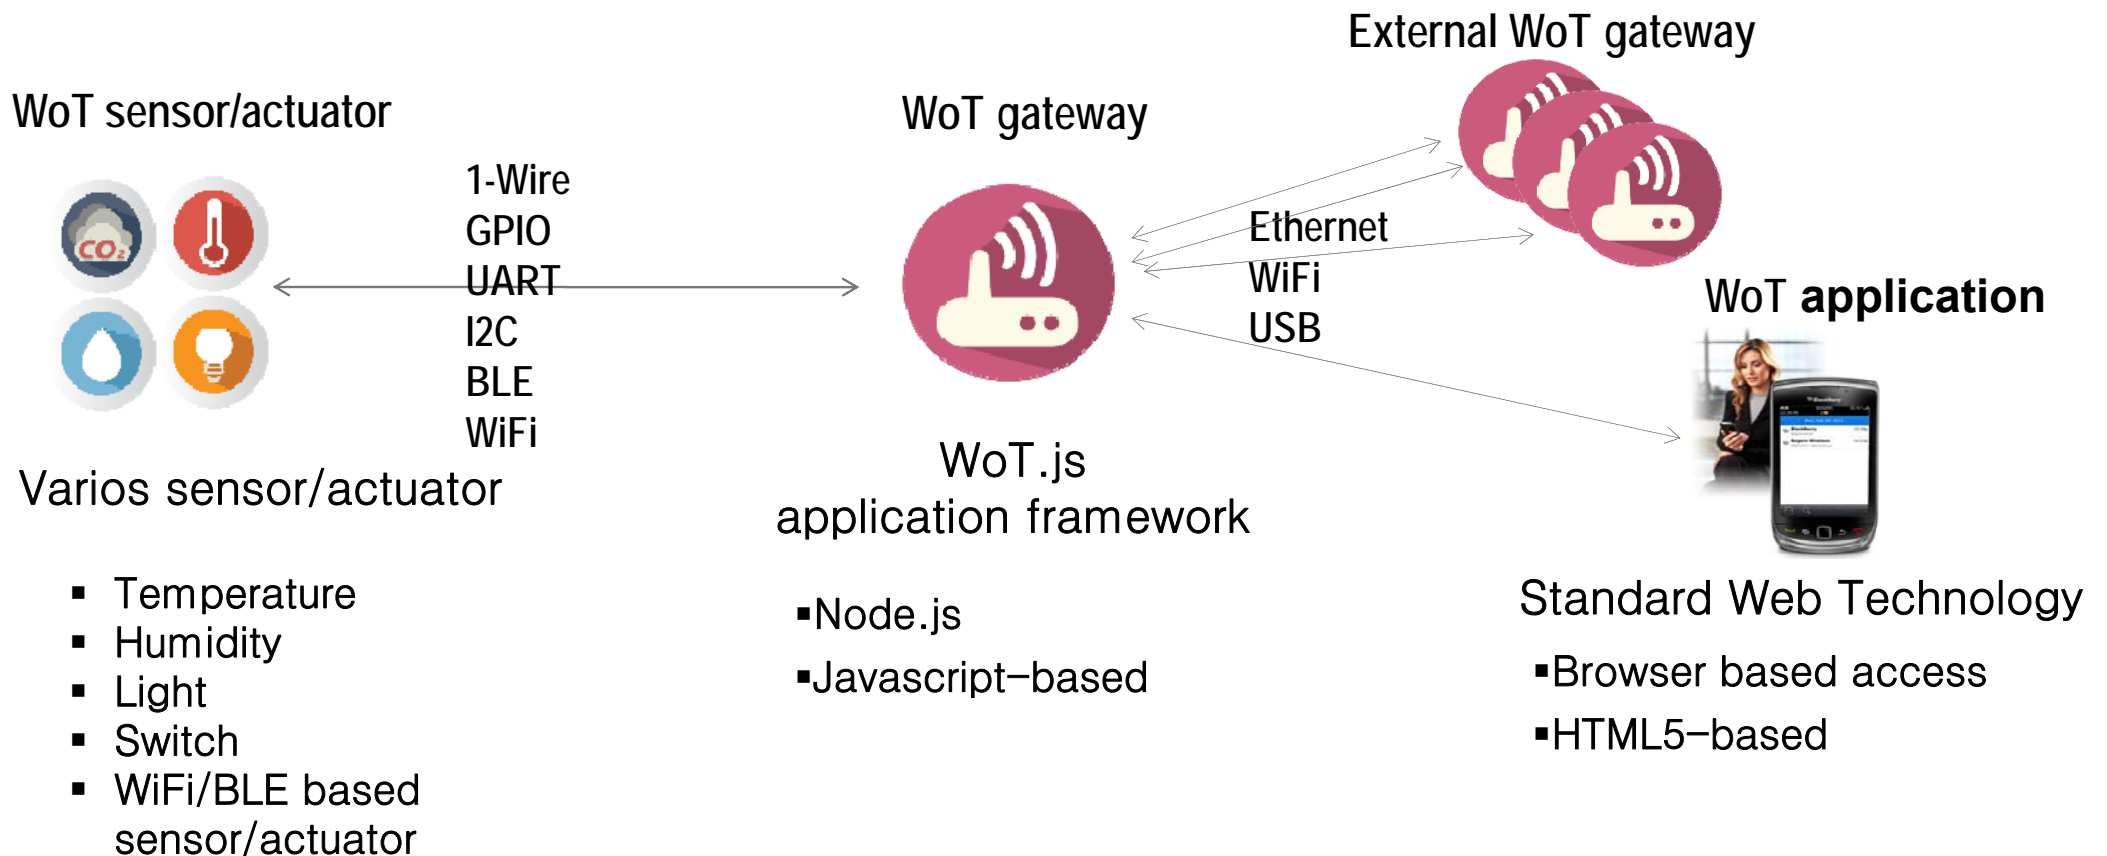 External WoT gateway
WoT sensor/actuator
WoT gateway
1-Wire
GPIO
UART
I2C
BLE
WiFi
CO2
Ethernet
WiFi
USB
WoT application
BlackBerry
Varios sensor/actuator
Temperature
Humidity
Light
Switch
WiFi/BLE based
sensor/actuator
WoT.js
application framework
Node.js
Javascript-based
Standard Web Technology
Browser based access
HTML5-based